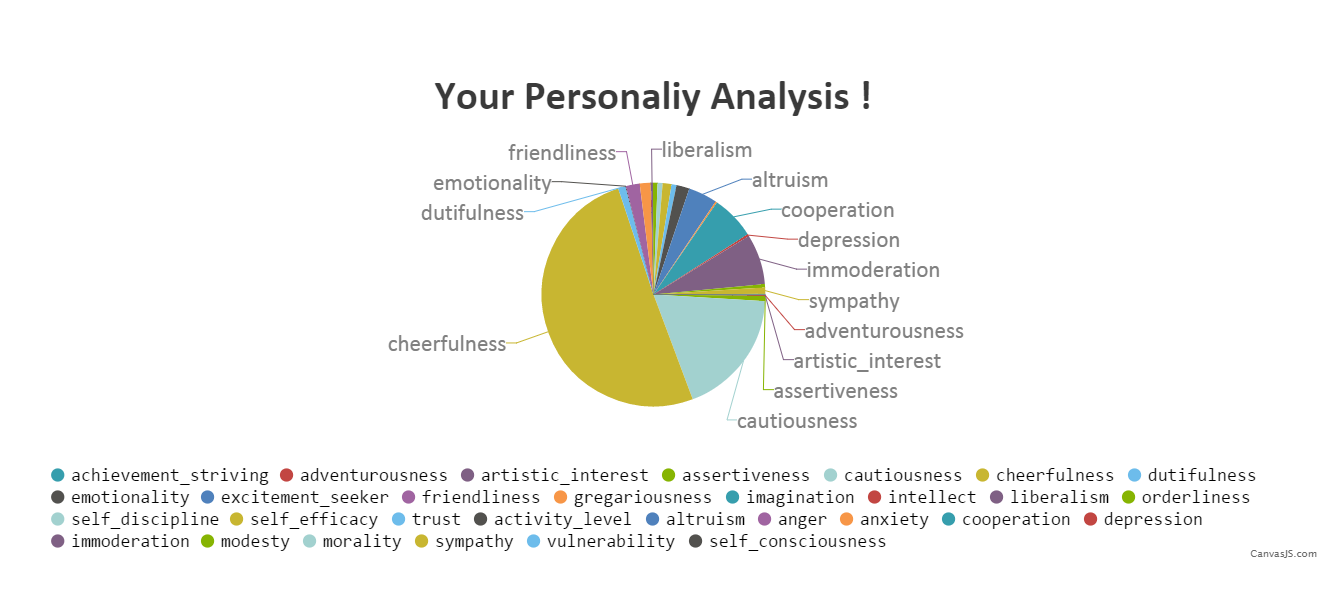 Your Personaliy Analysis !
friendliness
liberalism
emotionality
altruism
dutifulness
cooperation
depression
immoderation
sympathy
adventurousness
cheerfulness
artistic_interest
assertiveness
cautiousness
achievement_striving adventurousness artistic_interest assertiveness cautiousness cheerfulness dutifulness
emotionality excitement_seeker friendliness gregariousness imagination intellect liberalism orderliness
self_discipline self_efficacy trust activity_level altruism anger anxiety cooperation depression
immoderation modesty morality sympathy vulnerability self_consciousness
CanvasJS.com